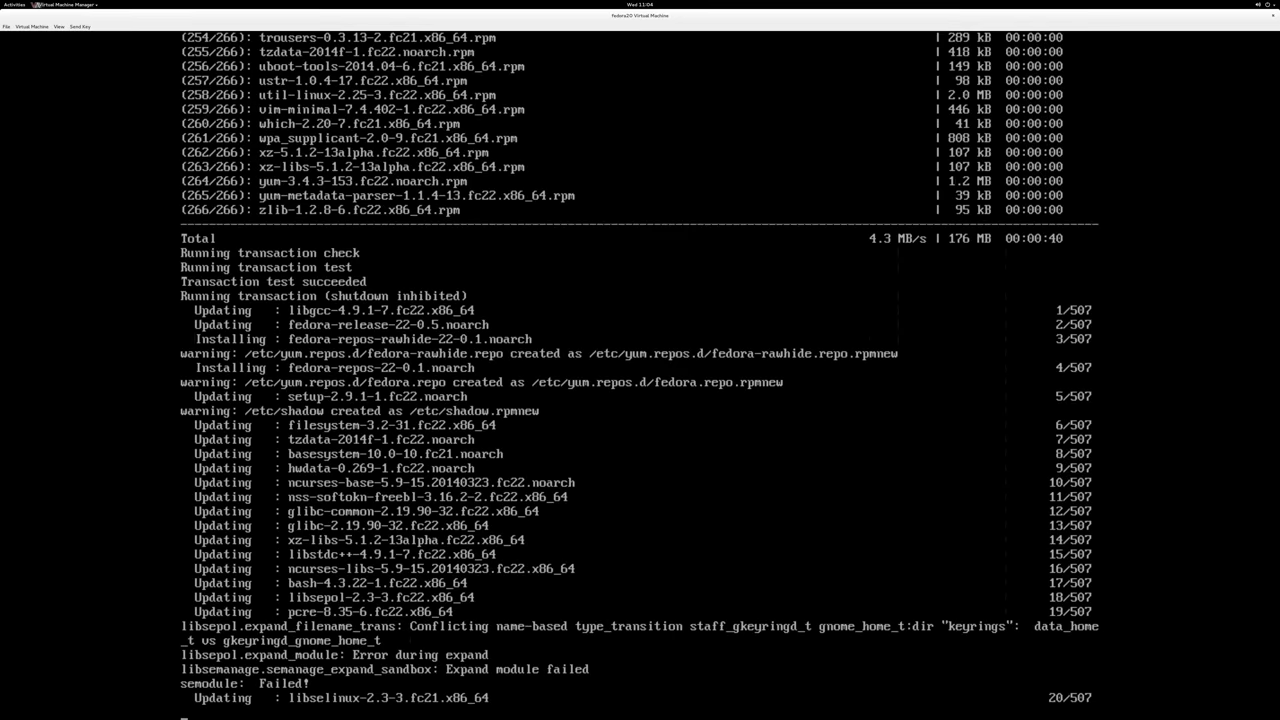 Activities Virtual Machine Manager Wed 11:04
Fedora20 Virtual Machine
File Virtual Machine View Send Key
(254/266): trousers-0.3.13-2.fc21.x86_64.rpm | 289 kB 00:00:00
(255/266): tzdata-2014f-1.fc22.noarch.rpm | 418 kB 00:00:00
(256/266): uboot-tools-2014.04-6.fc21.x86_64.rpm | 149 kB 00:00:00
(257/266): ustr-1.0.4-17.fc22.x86_64.rpm | 98 kB 00:00:00
(258/266): util-linux-2.25-3.fc22.x86_64.rpm | 2.0 MB 00:00:00
(259/266): vim-minimal-7.4.402-1.fc22.x86_64.rpm | 446 kB 00:00:00
(260/266): which-2.20-7.fc21.x86_64.rpm | 41 kB 00:00:00
(261/266): wpa_supplicant-2.0-9.fc21.x86_64.rpm | 808 kB 00:00:00
(262/266): xz-5.1.2-13alpha.fc22.x86_64.rpm | 107 kB 00:00:00
(263/266): xz-libs-5.1.2-13alpha.fc22.x86_64.rpm | 107 kB 00:00:00
(264/266): yum-3.4.3-153.fc22.noarch.rpm | 1.2 MB 00:00:00
(265/266): yum-metadata-parser-1.1.4-13.fc22.x86_64.rpm | 39 kB 00:00:00
(266/266): zlib-1.2.8-6.fc22.x86_64.rpm | 95 kB 00:00:00
Total 4.3 MB/s | 176 MB 00:00:40
Running transaction check
Running transaction test
Transaction test succeeded
Running transaction (shutdown inhibited)
Updating : libgcc-4.9.1-7.fc22.x86_64 1/507
Updating : fedora-release-22-0.5.noarch 2/507
Installing : fedora-repos-rawhide-22-0.1.noarch 3/507
warning: /etc/yum.repos.d/fedora-rawhide.repo created as /etc/yum.repos.d/fedora-rawhide.repo.rpmnew
Installing : fedora-repos-22-0.1.noarch 4/507
warning: /etc/yum.repos.d/fedora.repo created as /etc/yum.repos.d/fedora.repo.rpmnew
Updating : setup-2.9.1-1.fc22.noarch 5/507
warning: /etc/shadow created as /etc/shadow.rpmnew
Updating : filesystem-3.2-31.fc22.x86_64 6/507
Updating : tzdata-2014f-1.fc22.noarch 7/507
Updating : basesystem-10.0-10.fc21.noarch 8/507
Updating : hwdata-0.269-1.fc22.noarch 9/507
Updating : ncurses-base-5.9-15.20140323.fc22.noarch 10/507
Updating : nss-softokn-freebl-3.16.2-2.fc22.x86_64 11/507
Updating : glibc-common-2.19.90-32.fc22.x86_64 12/507
Updating : glibc-2.19.90-32.fc22.x86_64 13/507
Updating : xz-libs-5.1.2-13alpha.fc22.x86_64 14/507
Updating : libstdc++-4.9.1-7.fc22.x86_64 15/507
Updating : ncurses-libs-5.9-15.20140323.fc22.x86_64 16/507
Updating : bash-4.3.22-1.fc22.x86_64 17/507
Updating : libsepol-2.3-3.fc22.x86_64 18/507
Updating : pcre-8.35-6.fc22.x86_64 19/507
libsepol.expand_filename_trans: Conflicting name-based type_transition staff_gkeyringd_t gnome_home_t:dir "keyrings": data_home
_t vs gkeyringd_gnome_home_t
libsepol.expand_module: Error during expand
libsemanage.semanage_expand_sandbox: Expand module failed
semodule: Failed!
Updating : libselinux-2.3-3.fc21.x86_64 20/507